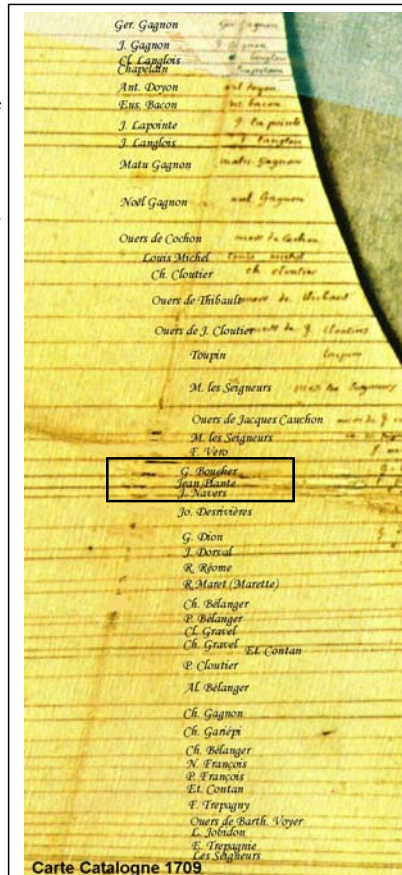 Ger. Gagnon
J. Gagnon
Cl. Langlois
Chapelain
Ant. Doyon
Eus. Bacon
J. Lapointe
J. Langlois
Matu Gagnon
Noël Gagnon
Ouers de Cochon
Louis Michel
Ch. Cloutier
Ouers de Thibault
Ouers de J. Cloutier
Toupin
M. les Seigneurs
Ouers de Jacques Cauchon
M. les Seigneurs
F. Vero
G. Boucher
Jean Plante
J. Navers
Jo. Desrivières
G. Dion
J. Dorval
R. Réome
R. Maret (Marette)
Ch. Bélanger
P. Bélanger
Cl. Gravel
Ch. Gravel
Et. Contan
P. Cloutier
Al. Bélanger
Ch. Gagnon
Ch. Gariépi
Ch. Bélanger
N. François
P. François
Et. Contan
F. Trepagny
Ouers de Barth. Voyer
L. Jobidon
E. Trepagnie
Les Seigneurs
Carte Catalogne 1709